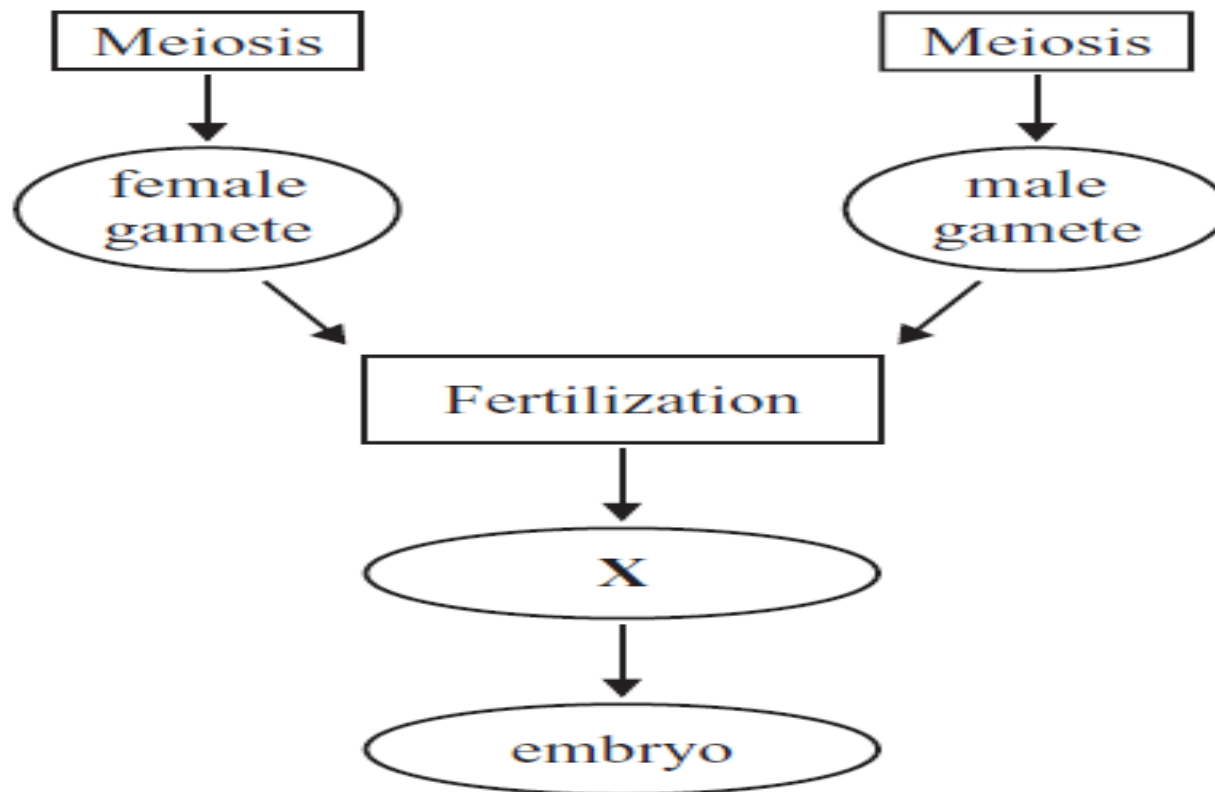 Meiosis
Meiosis
female
gamete
male
gamete
Fertilization
X
embryo